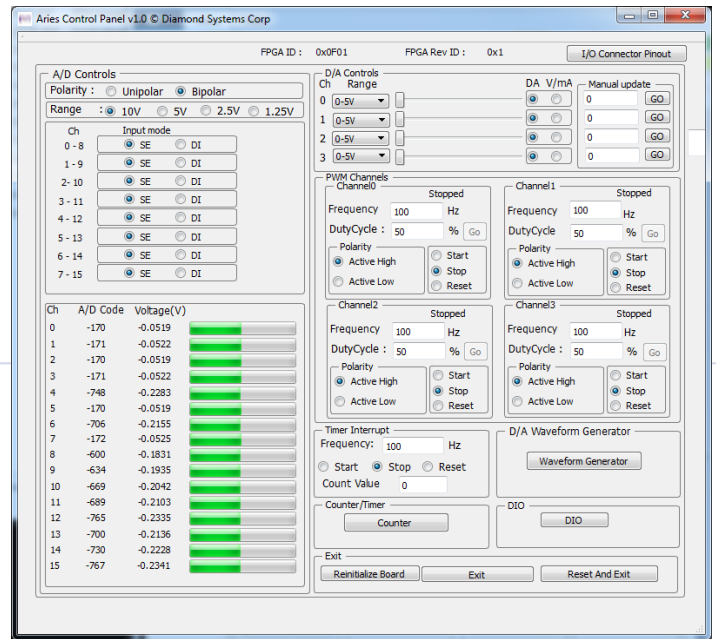 Aries Control Panel v1.0 © Diamond Systems Corp
FPGA ID : 0x0F01 FPGA Rev ID : 0x1 I/O Connector Pinout
A/D Controls
Polarity : Unipolar Bipolar
Range : 10V 5V 2.5V 1.25V
Ch Input mode
0 - 8 SE DI
1 - 9 SE DI
2- 10 SE DI
3 - 11 SE DI
4 - 12 SE DI
5 - 13 SE DI
6 - 14 SE DI
7 - 15 SE DI
Ch A/D Code Voltage(V)
0 -170 -0.0519
1 -171 -0.0522
2 -170 -0.0519
3 -171 -0.0522
4 -748 -0.2283
5 -170 -0.0519
6 -706 -0.2155
7 -172 -0.0525
8 -600 -0.1831
9 -634 -0.1935
10 -669 -0.2042
11 -689 -0.2103
12 -765 -0.2335
13 -700 -0.2136
14 -730 -0.2228
15 -767 -0.2341
D/A Controls
Ch Range DA V/mA Manual update
0 0-5V 0 GO
1 0-5V 0 GO
2 0-5V 0 GO
3 0-5V 0 GO
PWM Channels
Channel0
Stopped
Frequency 100 Hz
DutyCycle : 50 % Go
Polarity
Active High
Active Low
Start
Stop
Reset
Channel1
Stopped
Frequency 100 Hz
DutyCycle 50 % Go
Polarity
Active High
Active Low
Start
Stop
Reset
Channel2
Stopped
Frequency 100 Hz
DutyCycle : 50 % Go
Polarity
Active High
Active Low
Start
Stop
Reset
Channel3
Stopped
Frequency 100 Hz
DutyCycle : 50 % Go
Polarity
Active High
Active Low
Start
Stop
Reset
Timer Interrupt
Frequency: 100 Hz
Start Stop Reset
Count Value 0
D/A Waveform Generator
Waveform Generator
Counter/Timer
Counter
DIO
DIO
Exit
Reinitialize Board Exit Reset And Exit